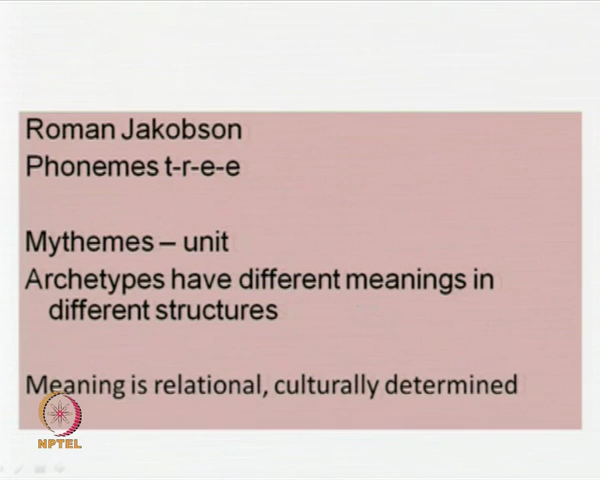 Roman Jakobson
Phonemes t-r-e-e
Mythemes – unit
Archetypes have different meanings in
different structures
Meaning is relational, culturally determined
NPTEL